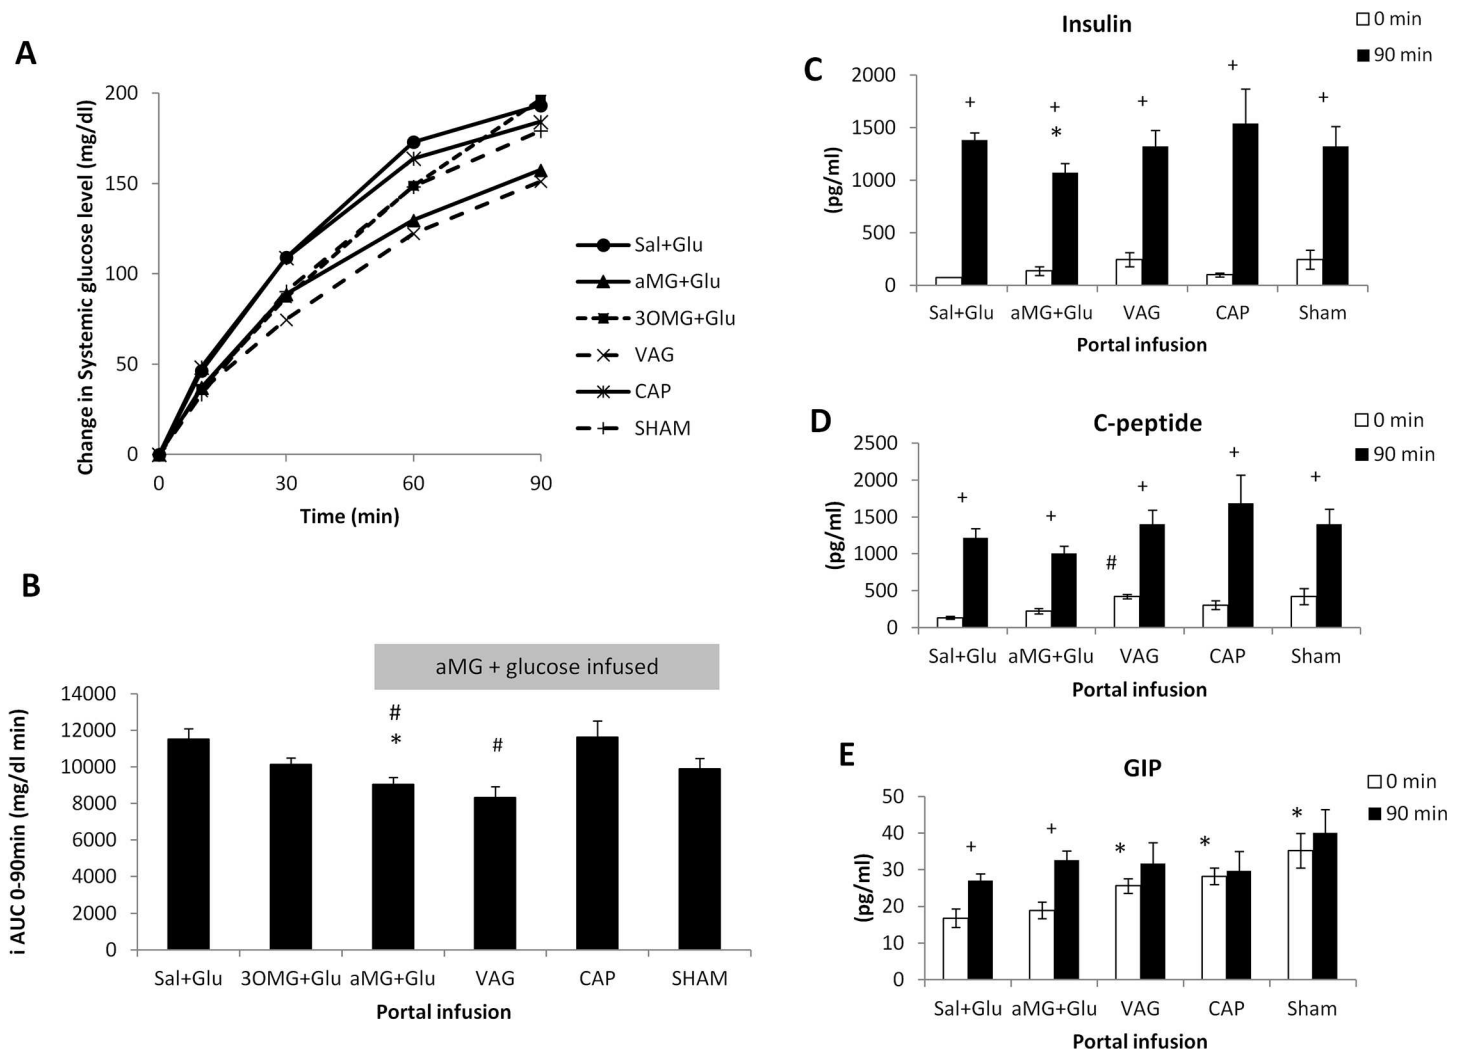 A
Change in Systemic glucose level (mg/dl)
200
150
100
50
0
0 30 60 90
Time (min)
Sal+Glu
aMG+Glu
3OMG+Glu
VAG
CAP
SHAM
B
aMG + glucose infused
i AUC 0-90min (mg/dl min)
14000
12000
10000
8000
6000
4000
2000
0
#
*
#
Sal+Glu 3OMG+Glu aMG+Glu VAG CAP SHAM
Portal infusion
C
Insulin
0 min
90 min
(pg/ml)
2000
1500
1000
500
0
+ + + + +
*
Sal+Glu aMG+Glu VAG CAP Sham
Portal infusion
D
C-peptide
0 min
90 min
(pg/ml)
2500
2000
1500
1000
500
0
+ + + + +
#
Sal+Glu aMG+Glu VAG CAP Sham
Portal infusion
E
GIP
0 min
90 min
(pg/ml)
50
40
30
20
10
0
+ + * * *
Sal+Glu aMG+Glu VAG CAP Sham
Portal infusion